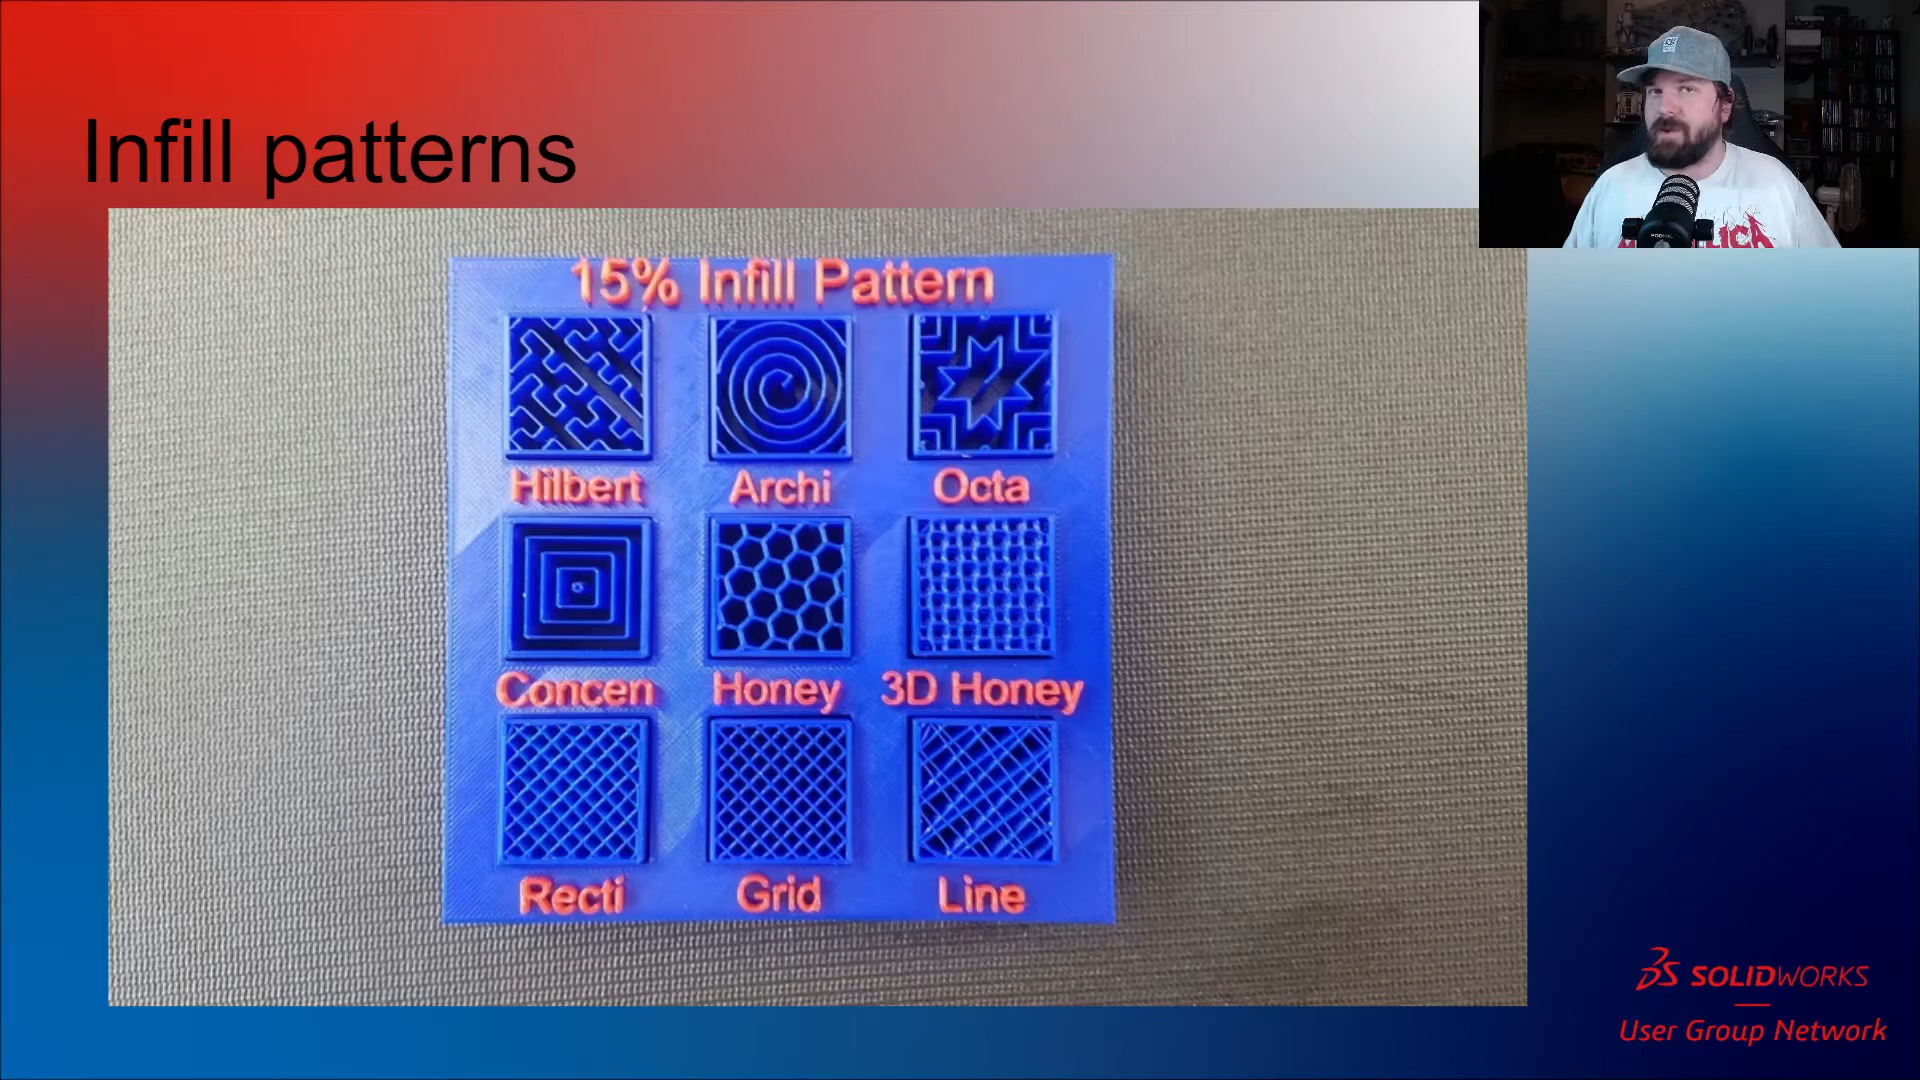 Infill patterns
15% Infill Pattern
Hilbert Archi Octa
Concen Honey 3D Honey
Recti Grid Line
SOLIDWORKS
User Group Network